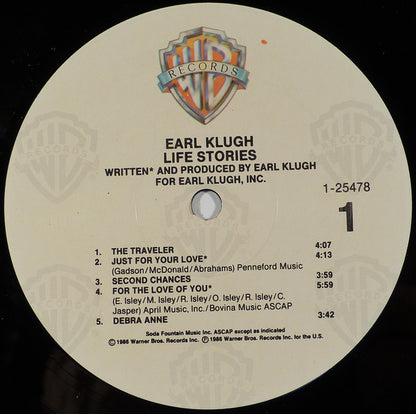 RECORDS
EARL KLUGH
LIFE STORIES
WRITTEN* AND PRODUCED BY EARL KLUGH
FOR EARL KLUGH, INC.
1-25478
1
1. THE TRAVELER 4:07
2. JUST FOR YOUR LOVE* 4:13
(Gadson/McDonald/Abrahams) Penneford Music
3. SECOND CHANCES 3:59
4. FOR THE LOVE OF YOU* 5:59
(E. Isley/M. Isley/R. Isley/O. Isley/R. Isley/C.
Jasper) April Music, Inc./Bovina Music ASCAP
5. DEBRA ANNE 3:42
Soda Fountain Music Inc. ASCAP except as indicated
©1986 Warner Bros. Records Inc. ℗1986 Warner Bros. Records Inc. for the U.S.
RECORDS
RECORDS